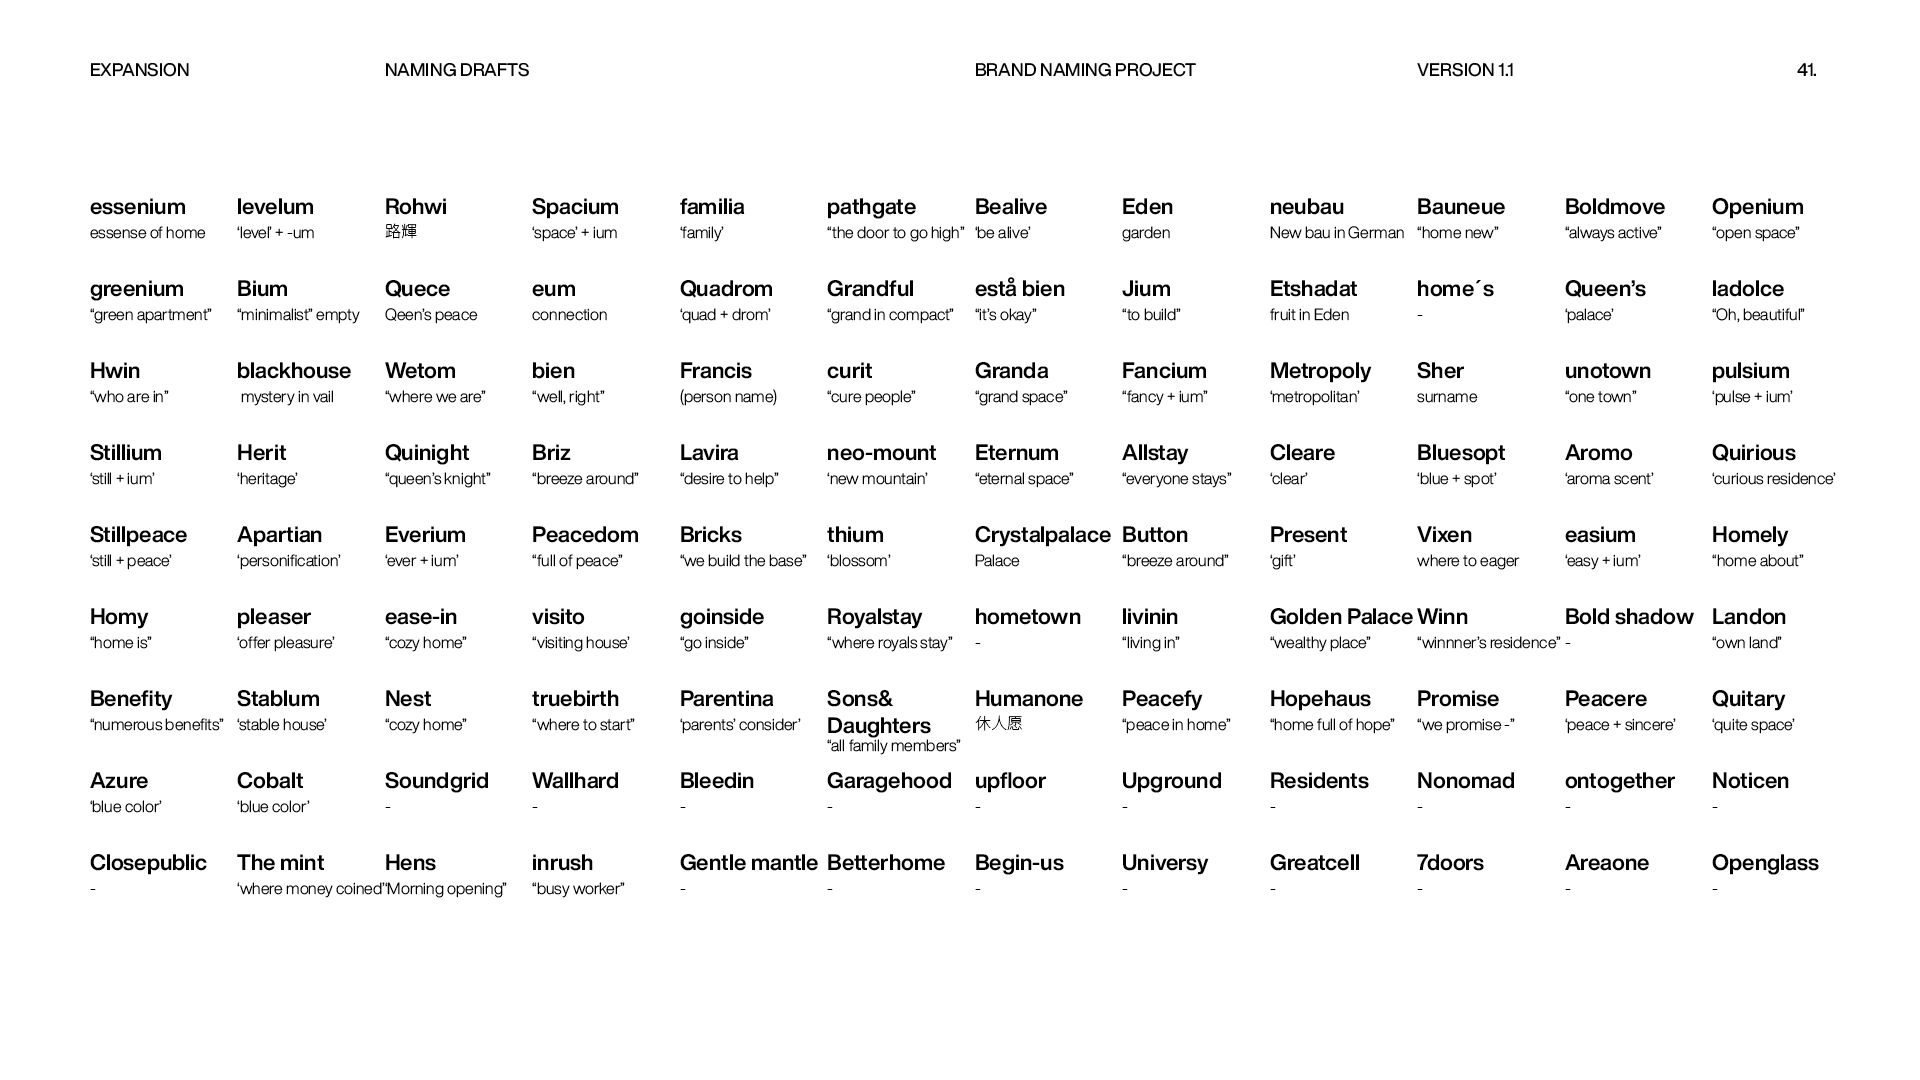 EXPANSION NAMING DRAFTS BRAND NAMING PROJECT VERSION 1.1 41.
essenium levelum Rohwi Spacium familia pathgate Bealive Eden neubau Bauneue Boldmove Openium
essense of home ‘level’ + -um 路輝 ‘space’ + ium ‘family’ “the door to go high” ‘be alive’ garden New bau in German “home new” “always active” “open space”
greenium Bium Quece eum Quadrom Grandful estå bien Jium Etshadat home´s Queen’s ladolce
“green apartment” “minimalist” empty Qeen’s peace connection ‘quad + drom’ “grand in compact” “it’s okay” “to build” fruit in Eden - ‘palace’ “Oh, beautiful”
Hwin blackhouse Wetom bien Francis curit Granda Fancium Metropoly Sher unotown pulsium
“who are in” mystery in vail “where we are” “well, right” (person name) “cure people” “grand space” “fancy + ium” ‘metropolitan’ surname “one town” ‘pulse + ium’
Stillium Herit Quinight Briz Lavira neo-mount Eternum Allstay Cleare Bluesopt Aromo Quirious
‘still + ium’ ‘heritage’ “queen’s knight” “breeze around” “desire to help” ‘new mountain’ “eternal space” “everyone stays” ‘clear’ ‘blue + spot’ ‘aroma scent’ ‘curious residence’
Stillpeace Apartian Everium Peacedom Bricks thium Crystalpalace Button Present Vixen easium Homely
‘still + peace’ ‘personification’ ‘ever + ium’ “full of peace” “we build the base” ‘blossom’ Palace “breeze around” ‘gift’ where to eager ‘easy + ium’ “home about”
Homy pleaser ease-in visito goinside Royalstay hometown livinin Golden Palace Winn Bold shadow Landon
“home is” ‘offer pleasure’ “cozy home” “visiting house’ “go inside” “where royals stay” - “living in” “wealthy place” “winnner’s residence” - “own land”
Benefity Stablum Nest truebirth Parentina Sons& Humanone Peacefy Hopehaus Promise Peacere Quitary
Daughters
“numerous benefits” ‘stable house’ “cozy home” “where to start” ‘parents’ consider’ “all family members” 休人愿 “peace in home” “home full of hope” “we promise -” ‘peace + sincere’ ‘quite space’
Azure Cobalt Soundgrid Wallhard Bleedin Garagehood upfloor Upground Residents Nonomad ontogether Noticen
‘blue color’ ‘blue color’ - - - - - - - - - -
Closepublic The mint Hens inrush Gentle mantle Betterhome Begin-us Universy Greatcell 7doors Areaone Openglass
- ‘where money coined’ “Morning opening” “busy worker” - - - - - - - -